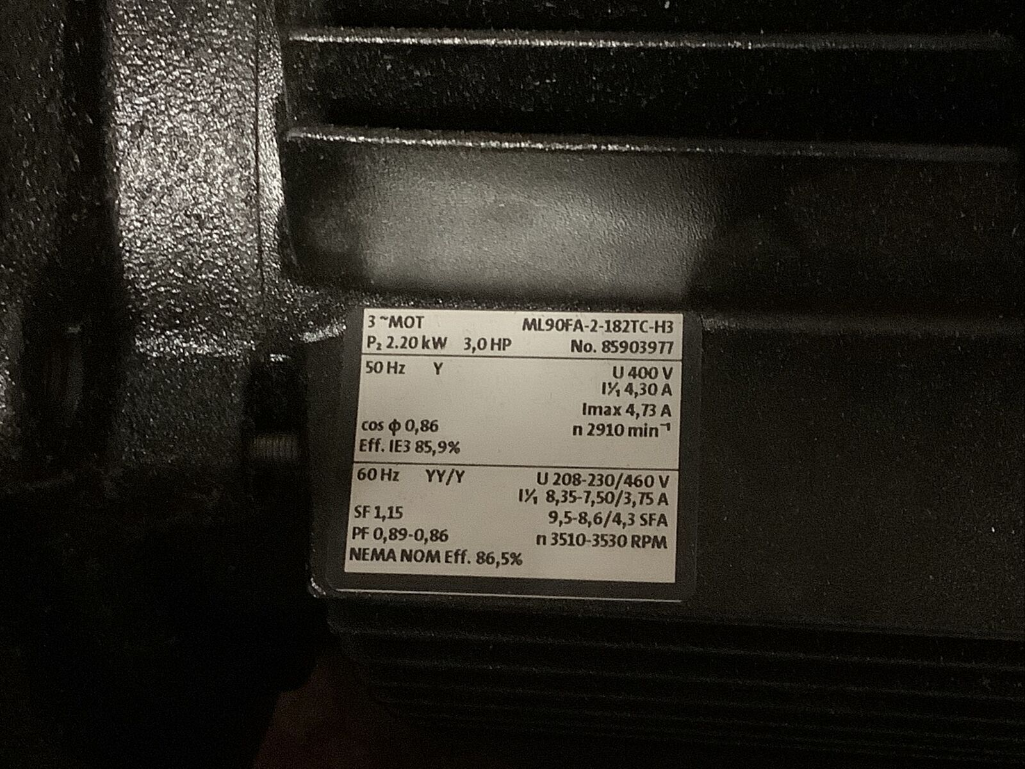 3 ~MOT ML90FA-2-182TC-H3
P₂ 2.20 kW 3,0 HP No. 85903977
50 Hz Y U 400 V
I¹⁄₁ 4,30 A
Imax 4,73 A
cos ϕ 0,86 n 2910 min⁻¹
Eff. IE3 85,9%
60 Hz YY/Y U 208-230/460 V
I¹⁄₁ 8,35-7,50/3,75 A
SF 1,15 9,5-8,6/4,3 SFA
PF 0,89-0,86 n 3510-3530 RPM
NEMA NOM Eff. 86,5%